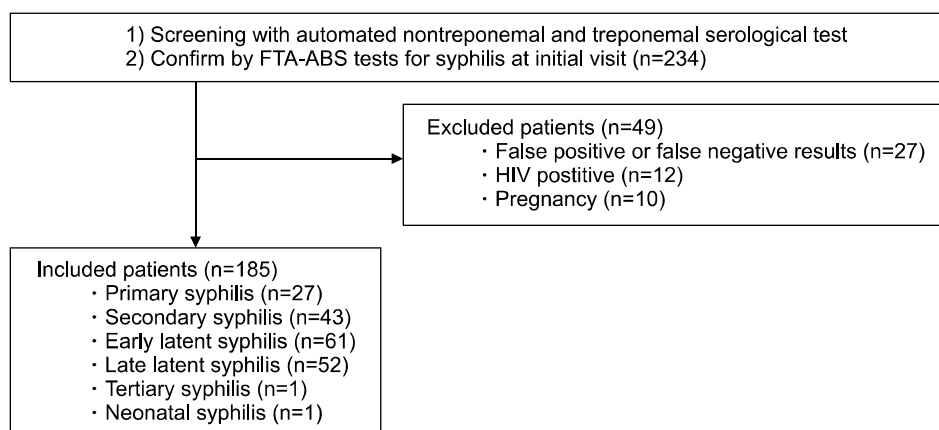 1) Screening with automated nontreponemal and treponemal serological test
2) Confirm by FTA-ABS tests for syphilis at initial visit (n=234)
Excluded patients (n=49)
· False positive or false negative results (n=27)
· HIV postitive (n=12)
· Pregnancy (n=10)
Included patients (n=185)
· Primary syphilis (n=27)
· Secondary syphilis (n=43)
· Early latent syphilis (n=61)
· Late latent syphilis (n=52)
· Tertiary syphilis (n=1)
· Neonatal syphilis (n=1)